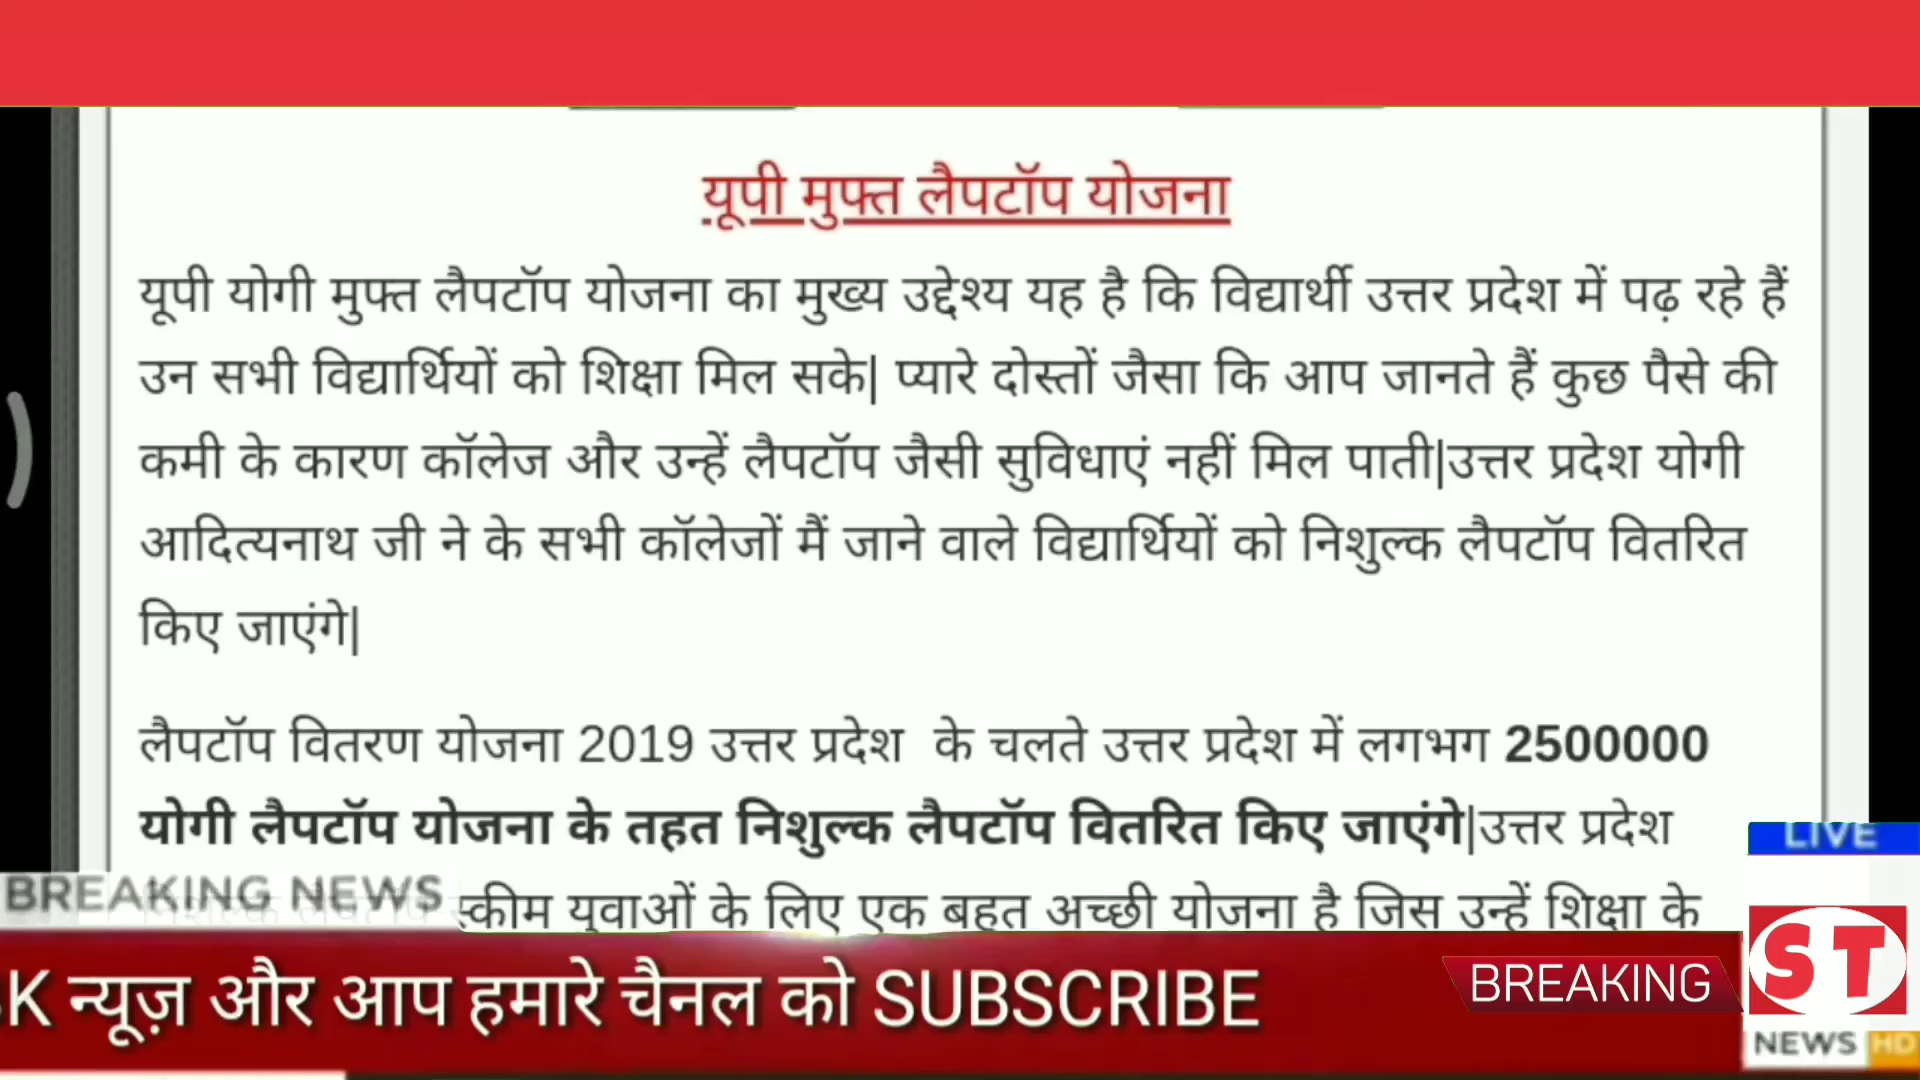 यूपी मुफ्त लैपटॉप योजना
यूपी योगी मुफ्त लैपटॉप योजना का मुख्य उद्देश्य यह है कि विद्यार्थी उत्तर प्रदेश में पढ़ रहे हैं
उन सभी विद्यार्थियों को शिक्षा मिल सके| प्यारे दोस्तों जैसा कि आप जानते हैं कुछ पैसे की
कमी के कारण कॉलेज और उन्हें लैपटॉप जैसी सुविधाएं नहीं मिल पाती|उत्तर प्रदेश योगी
आदित्यनाथ जी ने के सभी कॉलेजों मैं जाने वाले विद्यार्थियों को निशुल्क लैपटॉप वितरित
किए जाएंगे|
लैपटॉप वितरण योजना 2019 उत्तर प्रदेश के चलते उत्तर प्रदेश में लगभग 2500000
योगी लैपटॉप योजना के तहत निशुल्क लैपटॉप वितरित किए जाएंगे|उत्तर प्रदेश
स्कीम युवाओं के लिए एक बहुत अच्छी योजना है जिस उन्हें शिक्षा के
LIVE
BREAKING NEWS
K न्यूज़ और आप हमारे चैनल को SUBSCRIBE
BREAKING
ST
NEWS HD